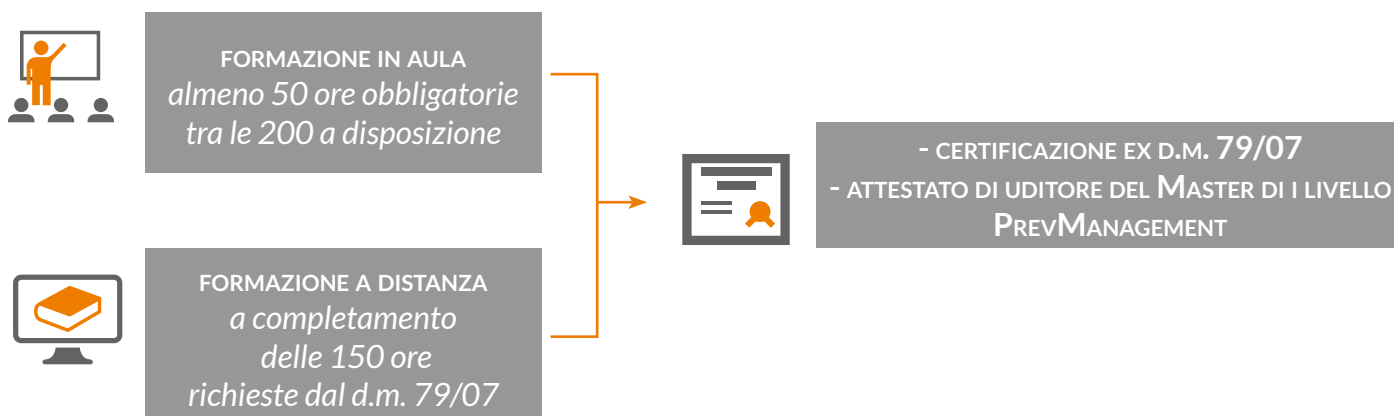 FORMAZIONE IN AULA
almeno 50 ore obbligatorie
tra le 200 a disposizione
FORMAZIONE A DISTANZA
a completamento
delle 150 ore
richieste dal d.m. 79/07
- CERTIFICAZIONE EX D.M. 79/07
- ATTESTATO DI UDITORE DEL MASTER DI I LIVELLO
PREVMANAGEMENT